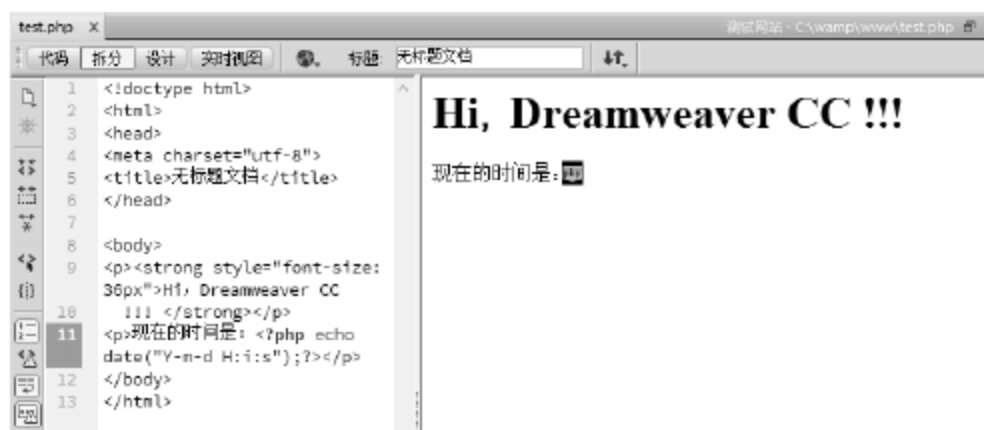 test.php X
测试网站 - C:\wamp\www\test.php
代码 拆分 设计 实时视图 标题: 无标题文档
1 <!doctype html>
2 <html>
3 <head>
4 <meta charset="utf-8">
5 <title>无标题文档</title>
6 </head>
7
8 <body>
9 <p><strong style="font-size:
36px">Hi, Dreamweaver CC
10 !!! </strong></p>
11 <p>现在的时间是: <?php echo
date("Y-m-d H:i:s");?></p>
12 </body>
13 </html>
Hi, Dreamweaver CC !!!
现在的时间是: